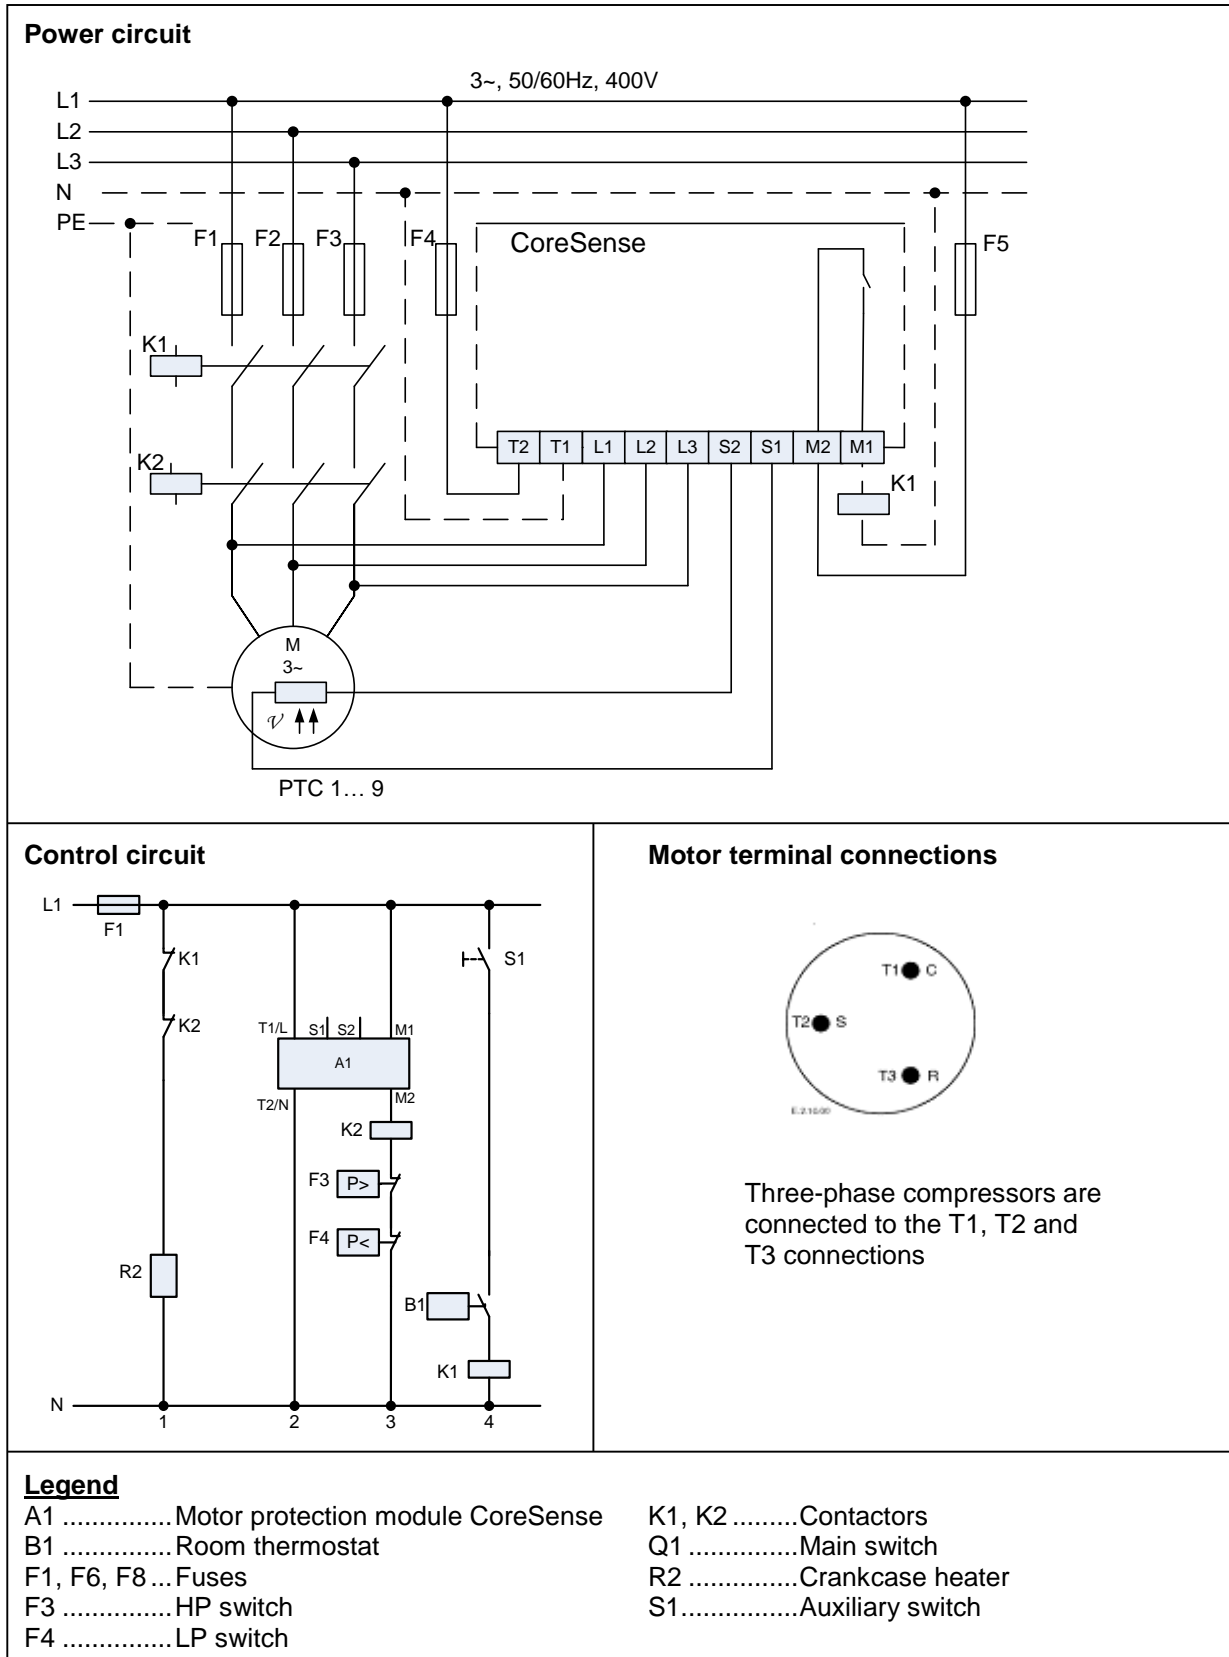 Power circuit
3~, 50/60Hz, 400V
L1
L2
L3
N
PE
F1 F2 F3 F4 CoreSense F5
K1
T2 T1 L1 L2 L3 S2 S1 M2 M1
K2
K1
M
3~
PTC 1… 9
Control circuit
L1
F1
K1
S1
K2
T1/L S1 S2 M1
A1
T2/N M2
K2
F3 P>
F4 P<
R2
B1
K1
N
1 2 3 4
Motor terminal connections
T1 C
T2 S
T3 R
Three-phase compressors are
connected to the T1, T2 and
T3 connections
Legend
A1 ...............Motor protection module CoreSense
B1 ...............Room thermostat
F1, F6, F8 ...Fuses
F3 ...............HP switch
F4 ...............LP switch
K1, K2 .........Contactors
Q1 ...............Main switch
R2 ...............Crankcase heater
S1................Auxiliary switch